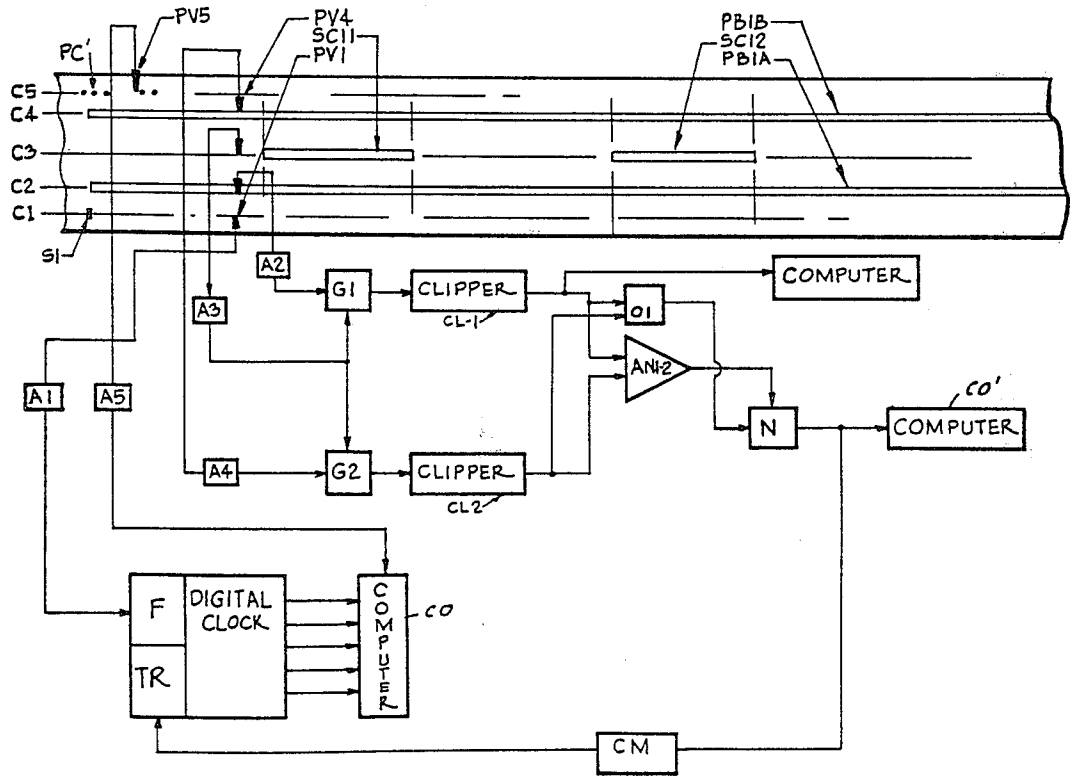 PV5
PV4
SC11
PV1
PB1B
SC12
PB1A
PC'
C5
C4
C3
C2
C1
S1
A2
G1
CLIPPER
CL-1
COMPUTER
A3
O1
AN1-2
A1
A5
N
CO'
COMPUTER
A4
G2
CLIPPER
CL2
F
DIGITAL
CLOCK
TR
COMPUTER
CO
CM